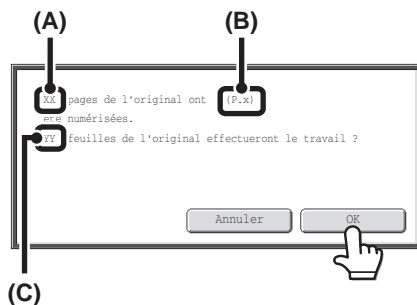 (A) (B)
XX pages de l'original ont (P.x)
été numérisées.
YY feuilles de l'original effectueront le travail ?
Annuler OK
(C)